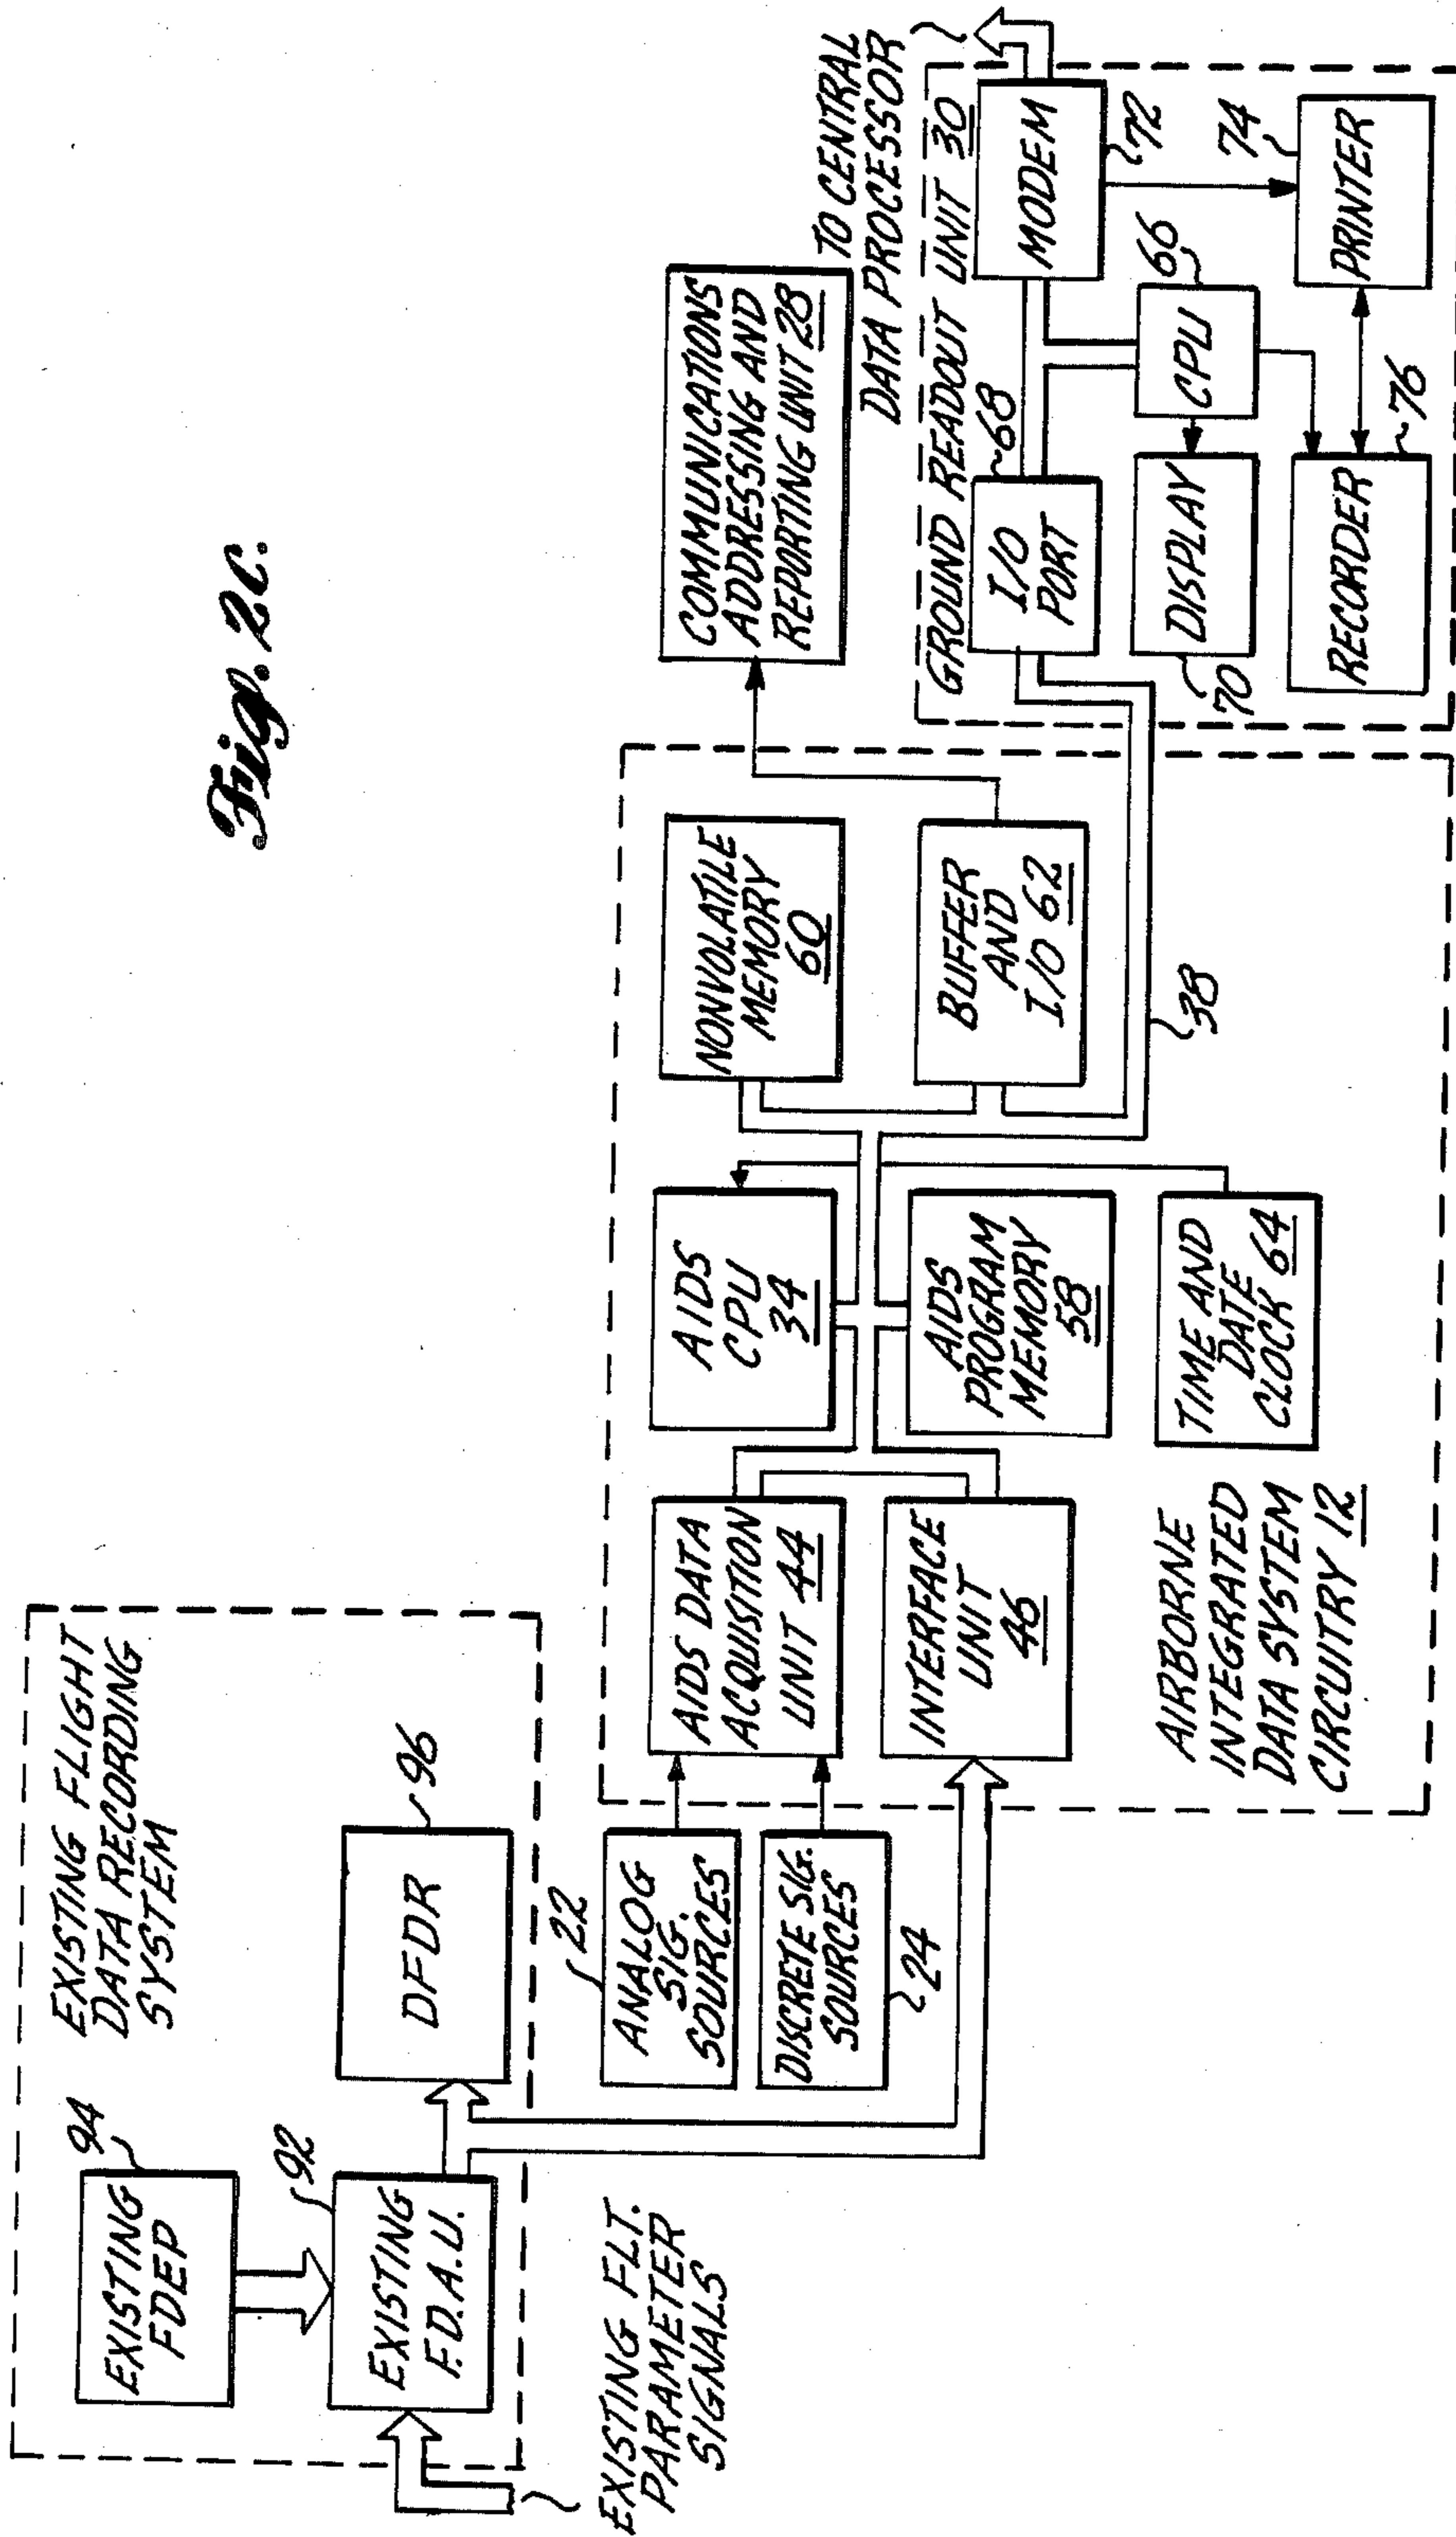 Fig. 2C.
EXISTING FLIGHT
DATA RECORDING
SYSTEM
EXISTING
FDEP
94
EXISTING
F.D.A.U.
92
DFDR
96
EXISTING FLT.
PARAMETER
SIGNALS
ANALOG
SIG.
SOURCES
22
DISCRETE SIG.
SOURCES
24
AIDS DATA
ACQUISITION
UNIT 44
INTERFACE
UNIT
46
AIRBORNE
INTEGRATED
DATA SYSTEM
CIRCUITRY 12
AIDS
CPU
34
AIDS
PROGRAM
MEMORY
58
TIME AND
DATE
CLOCK 64
NONVOLATILE
MEMORY
60
BUFFER
AND
I/O 62
38
COMMUNICATIONS
ADDRESSING AND
REPORTING UNIT 28
TO CENTRAL
DATA PROCESSOR
GROUND READOUT UNIT 30
I/O
PORT
68
MODEM
72
DISPLAY
70
CPU
66
RECORDER
76
PRINTER
74